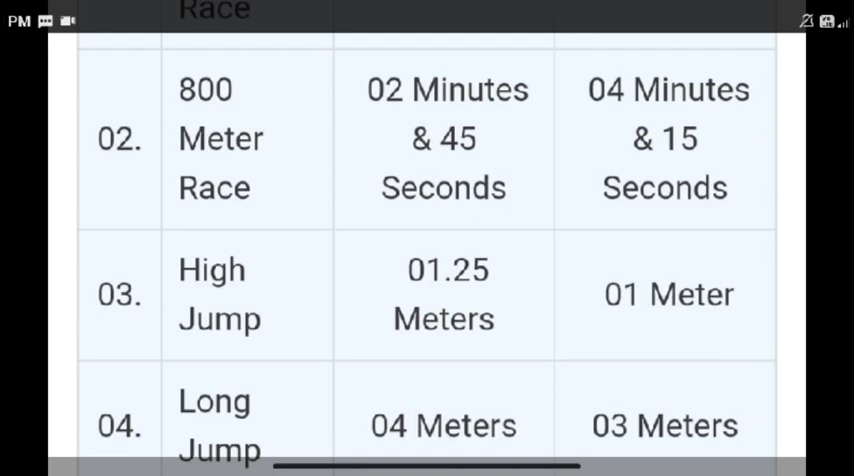 PM
Race
02.
800
Meter
Race
02 Minutes
& 45
Seconds
04 Minutes
& 15
Seconds
03.
High
Jump
01.25
Meters
01 Meter
04.
Long
Jump
04 Meters
03 Meters